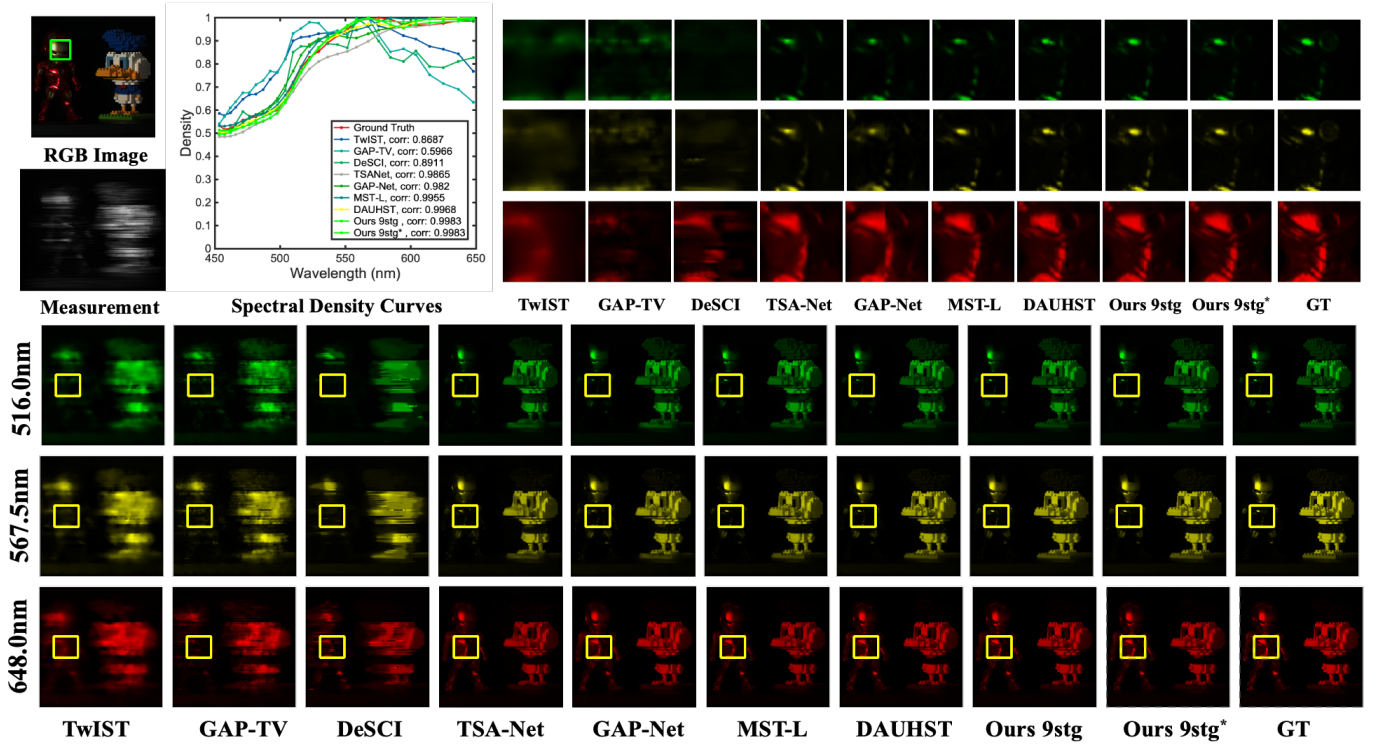 RGB Image
Measurement
Density
1
0.9
0.8
0.7
0.6
0.5
0.4
0.3
0.2
0.1
0
450
500
550
600
650
Wavelength (nm)
Ground Truth
TwIST, corr: 0.8687
GAP-TV, corr: 0.5966
DeSCI, corr: 0.8911
TSANet, corr: 0.9865
GAP-Net, corr: 0.982
MST-L, corr: 0.9955
DAUHST, corr: 0.9968
Ours 9stg , corr: 0.9983
Ours 9stg* , corr: 0.9983
Spectral Density Curves
TwIST GAP-TV DeSCI TSA-Net GAP-Net MST-L DAUHST Ours 9stg Ours 9stg* GT
516.0nm
567.5nm
648.0nm
TwIST GAP-TV DeSCI TSA-Net GAP-Net MST-L DAUHST Ours 9stg Ours 9stg* GT